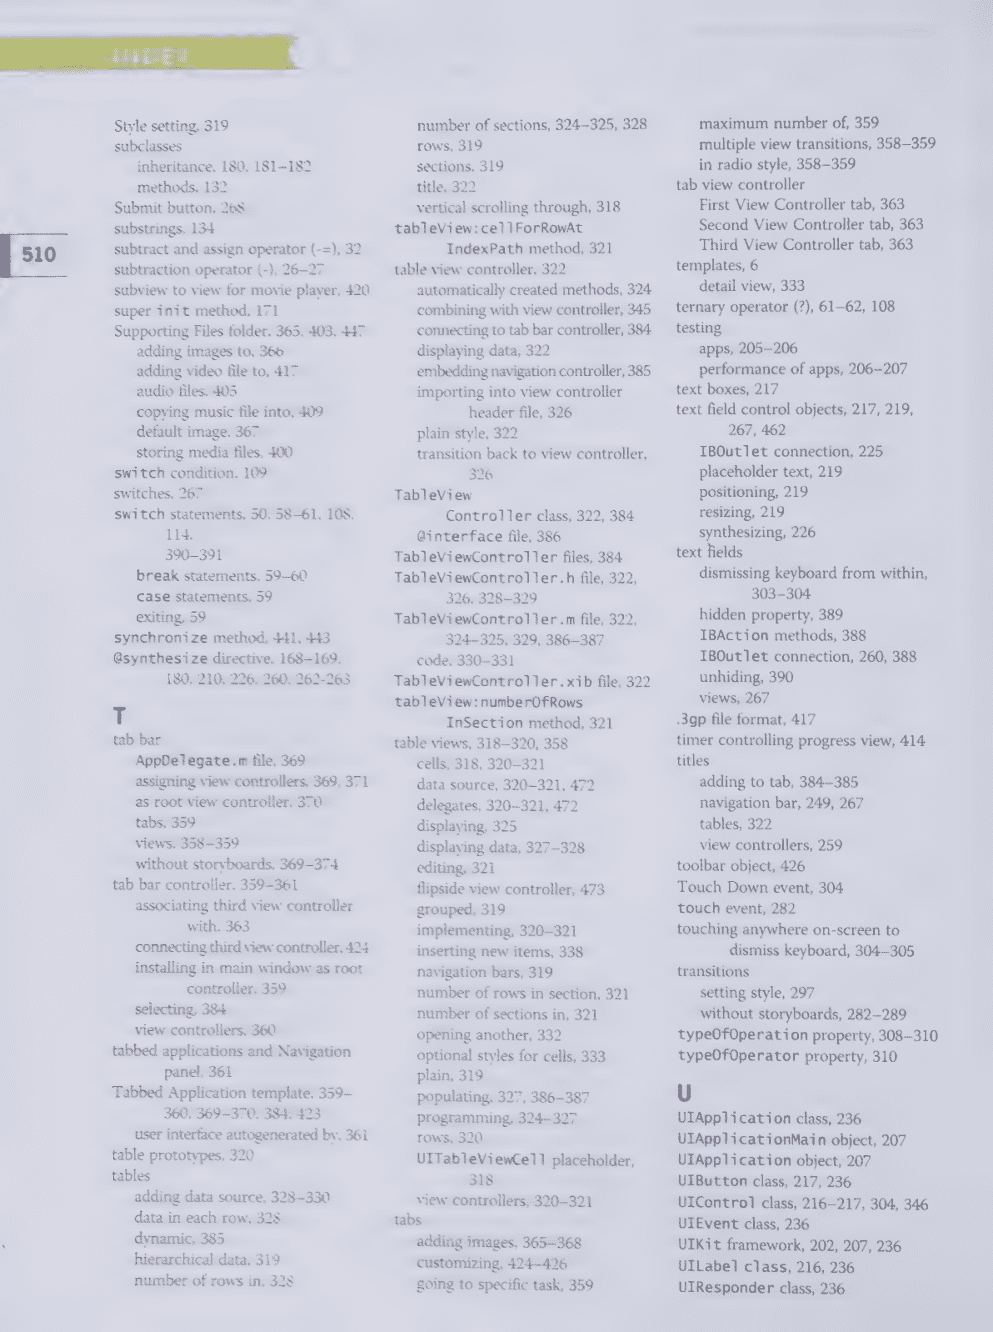 INDEX
510
Style setting, 319
subclasses
inheritance, 180, 181–182
methods, 132
Submit button, 268
substrings, 134
subtract and assign operator (-=), 32
subtraction operator (-), 26–27
subview to view for movie player, 420
super init method, 171
Supporting Files folder, 365, 403, 447
adding images to, 366
adding video file to, 417
audio files, 405
copying music file into, 409
default image, 367
storing media files, 400
switch condition, 109
switches, 267
switch statements, 50, 58–61, 108,
114,
390–391
break statements, 59–60
case statements, 59
exiting, 59
synchronize method, 441, 443
@synthesize directive, 168–169,
180, 210, 226, 260, 262-263
T
tab bar
AppDelegate.m file, 369
assigning view controllers, 369, 371
as root view controller, 370
tabs, 359
views, 358–359
without storyboards, 369–374
tab bar controller, 359–361
associating third view controller
with, 363
connecting third view controller, 424
installing in main window as root
controller, 359
selecting, 384
view controllers, 360
tabbed applications and Navigation
panel, 361
Tabbed Application template, 359–
360, 369–370, 384, 423
user interface autogenerated by, 361
table prototypes, 320
tables
adding data source, 328–330
data in each row, 328
dynamic, 385
hierarchical data, 319
number of rows in, 328
number of sections, 324–325, 328
rows, 319
sections, 319
title, 322
vertical scrolling through, 318
tableView:cellForRowAt
IndexPath method, 321
table view controller, 322
automatically created methods, 324
combining with view controller, 345
connecting to tab bar controller, 384
displaying data, 322
embedding navigation controller, 385
importing into view controller
header file, 326
plain style, 322
transition back to view controller,
326
TableView
Controller class, 322, 384
@interface file, 386
TableViewController files, 384
TableViewController.h file, 322,
326, 328–329
TableViewController.m file, 322,
324–325, 329, 386–387
code, 330–331
TableViewController.xib file, 322
tableView:numberOfRows
InSection method, 321
table views, 318–320, 358
cells, 318, 320–321
data source, 320–321, 472
delegates, 320–321, 472
displaying, 325
displaying data, 327–328
editing, 321
flipside view controller, 473
grouped, 319
implementing, 320–321
inserting new items, 338
navigation bars, 319
number of rows in section, 321
number of sections in, 321
opening another, 332
optional styles for cells, 333
plain, 319
populating, 327, 386–387
programming, 324–327
rows, 320
UITableViewCell placeholder,
318
view controllers, 320–321
tabs
adding images, 365–368
customizing, 424–426
going to specific task, 359
maximum number of, 359
multiple view transitions, 358–359
in radio style, 358–359
tab view controller
First View Controller tab, 363
Second View Controller tab, 363
Third View Controller tab, 363
templates, 6
detail view, 333
ternary operator (?), 61–62, 108
testing
apps, 205–206
performance of apps, 206–207
text boxes, 217
text field control objects, 217, 219,
267, 462
IBOutlet connection, 225
placeholder text, 219
positioning, 219
resizing, 219
synthesizing, 226
text fields
dismissing keyboard from within,
303–304
hidden property, 389
IBAction methods, 388
IBOutlet connection, 260, 388
unhiding, 390
views, 267
.3gp file format, 417
timer controlling progress view, 414
titles
adding to tab, 384–385
navigation bar, 249, 267
tables, 322
view controllers, 259
toolbar object, 426
Touch Down event, 304
touch event, 282
touching anywhere on-screen to
dismiss keyboard, 304–305
transitions
setting style, 297
without storyboards, 282–289
typeOfOperation property, 308–310
typeOfOperator property, 310
U
UIApplication class, 236
UIApplicationMain object, 207
UIApplication object, 207
UIButton class, 217, 236
UIControl class, 216–217, 304, 346
UIEvent class, 236
UIKit framework, 202, 207, 236
UILabel class, 216, 236
UIResponder class, 236